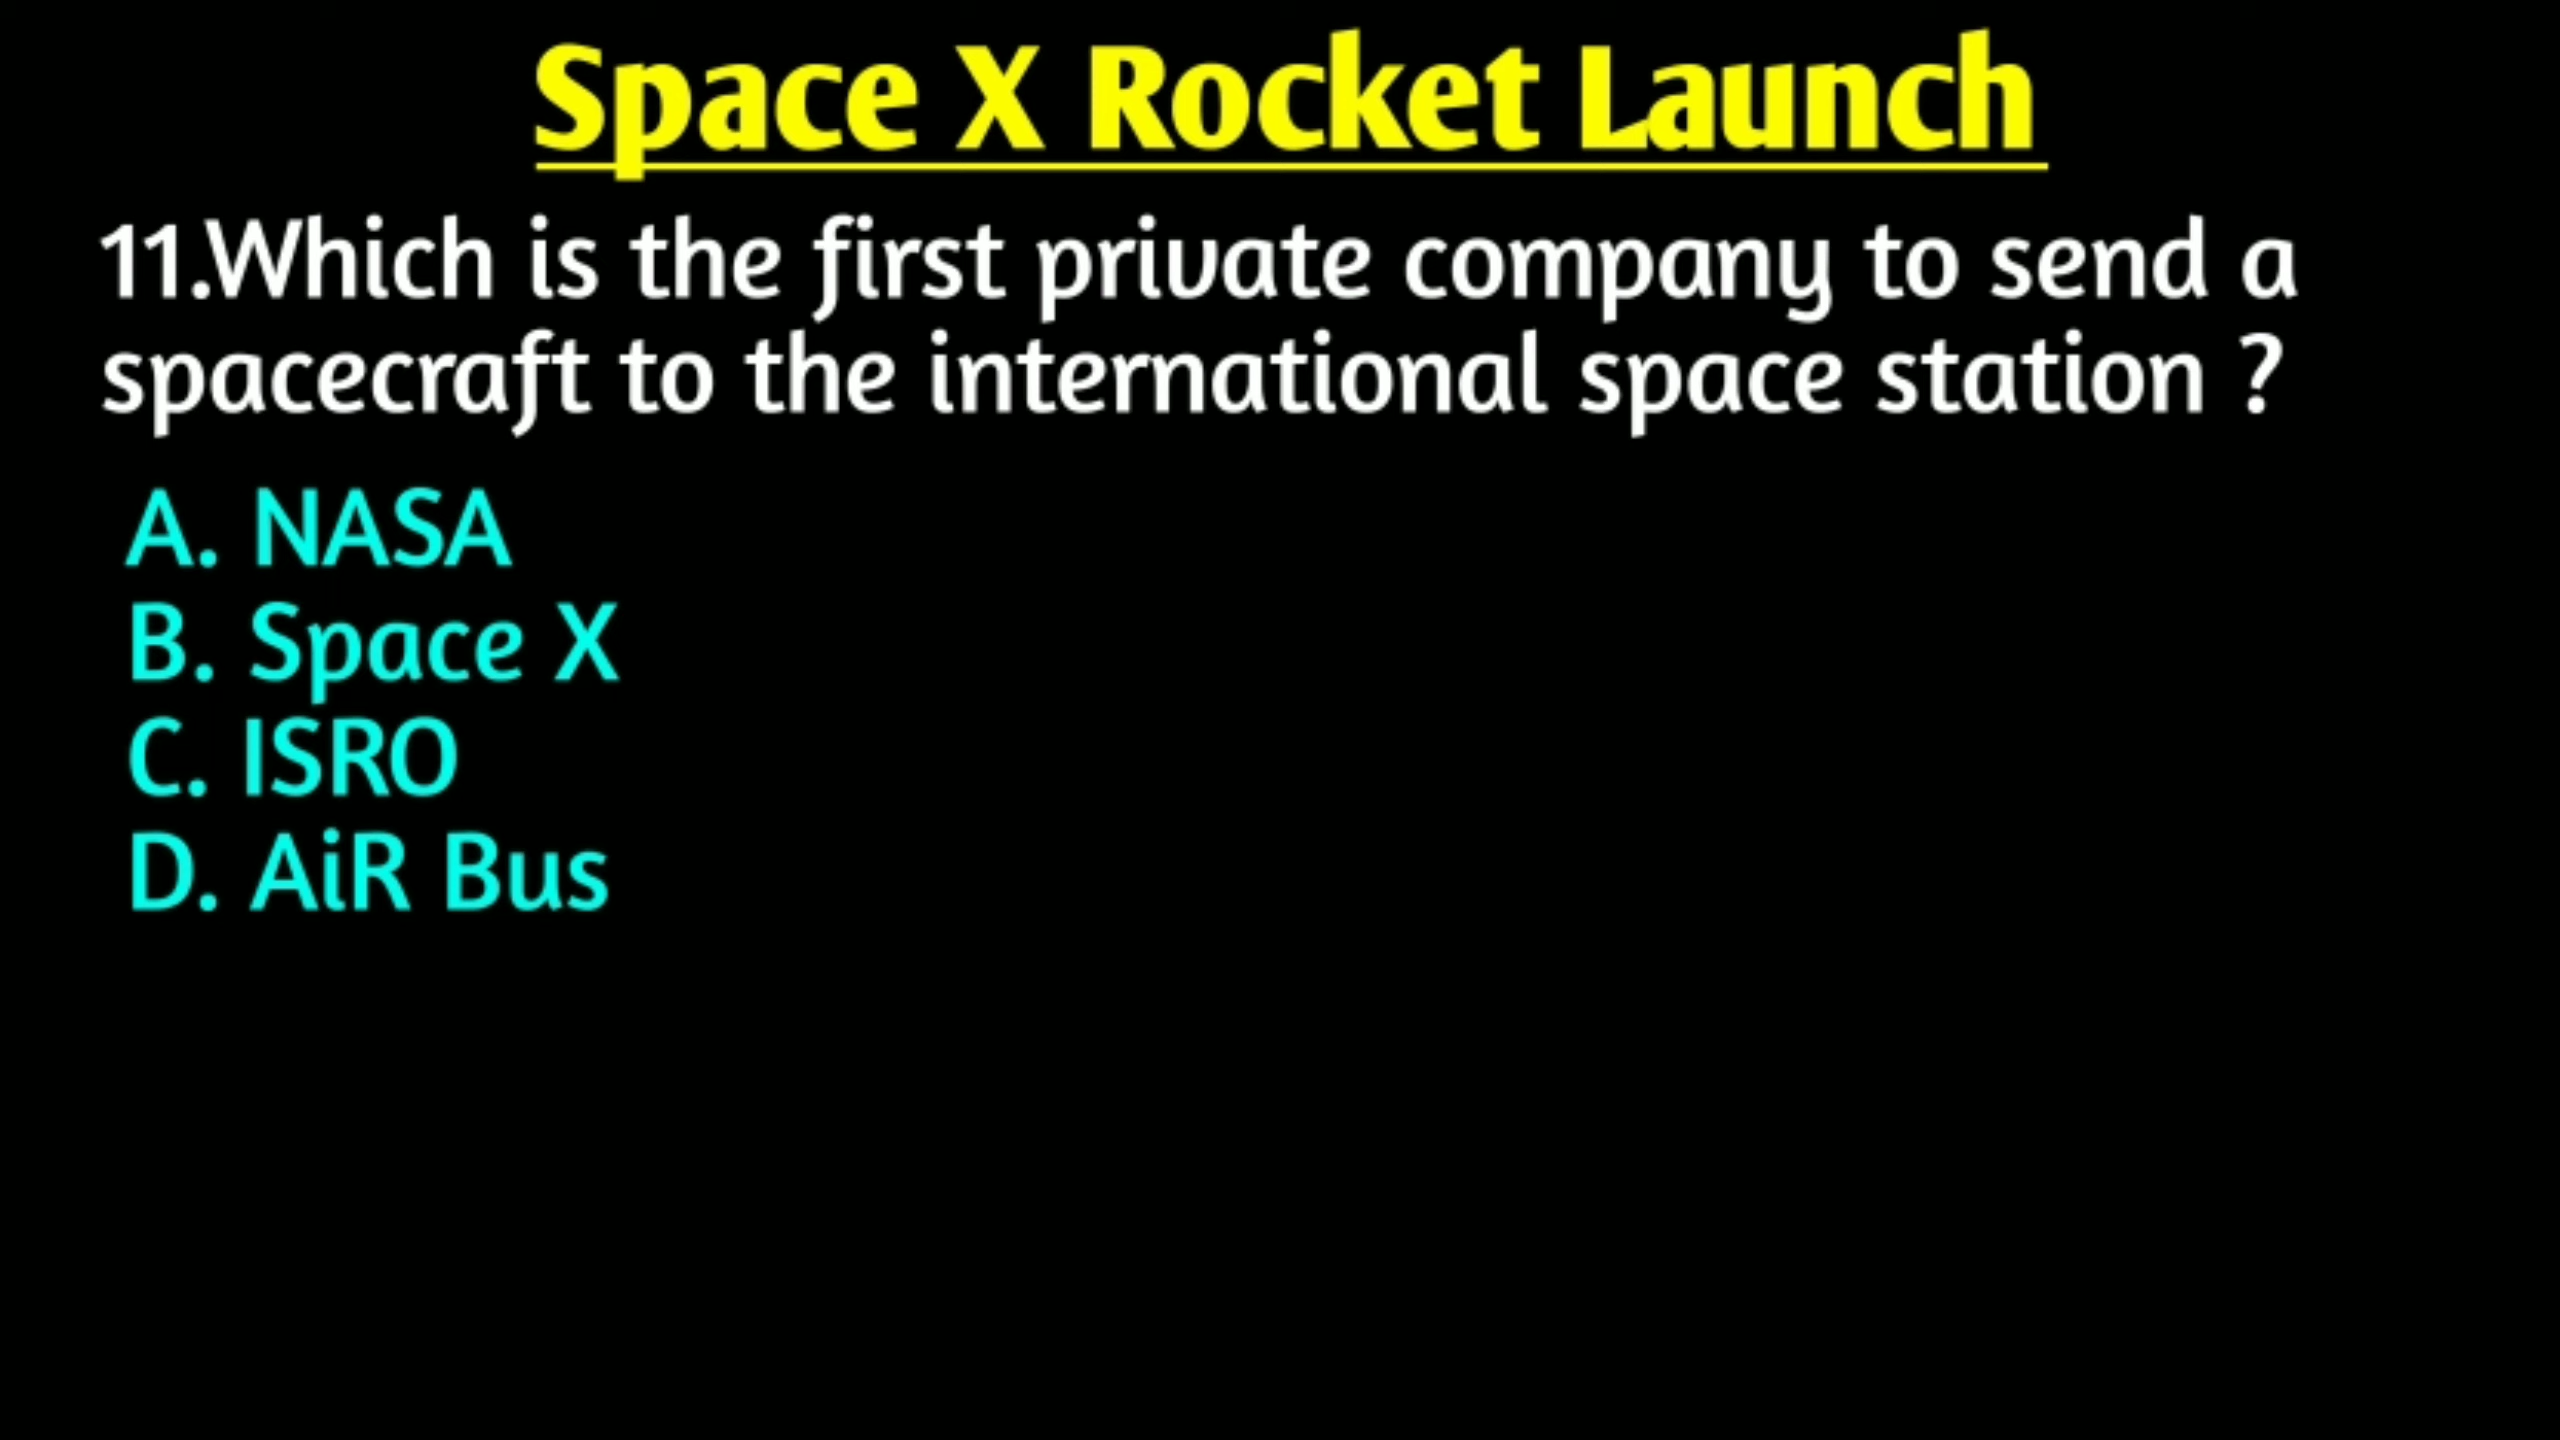 Space X Rocket Launch
11.Which is the first private company to send a
spacecraft to the international space station ?
A. NASA
B. Space X
C. ISRO
D. AiR Bus